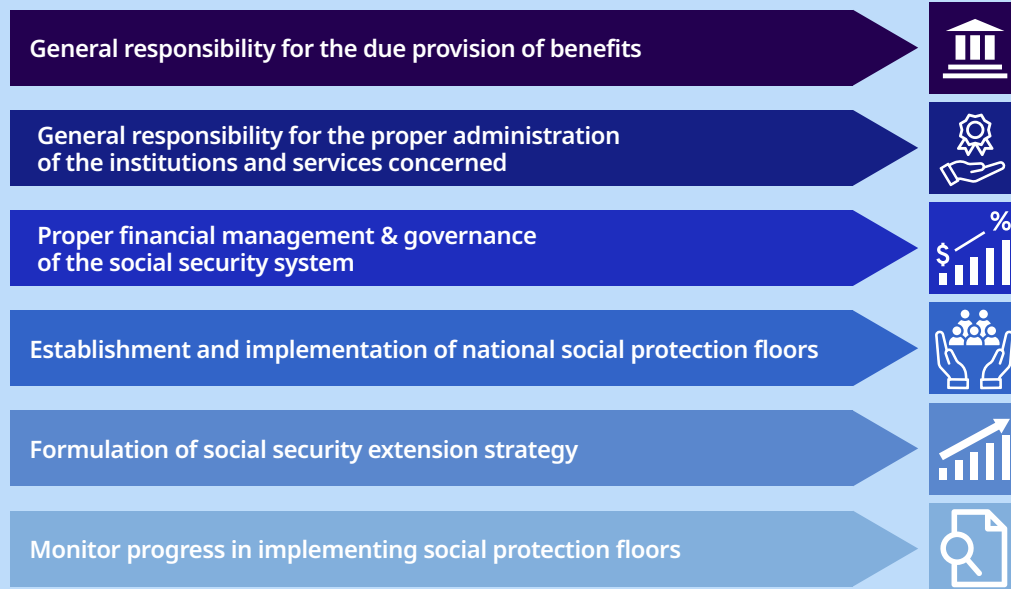 General responsibility for the due provision of benefits
General responsibility for the proper administration
of the institutions and services concerned
Proper financial management & governance
of the social security system
$ %
Establishment and implementation of national social protection floors
Formulation of social security extension strategy
Monitor progress in implementing social protection floors